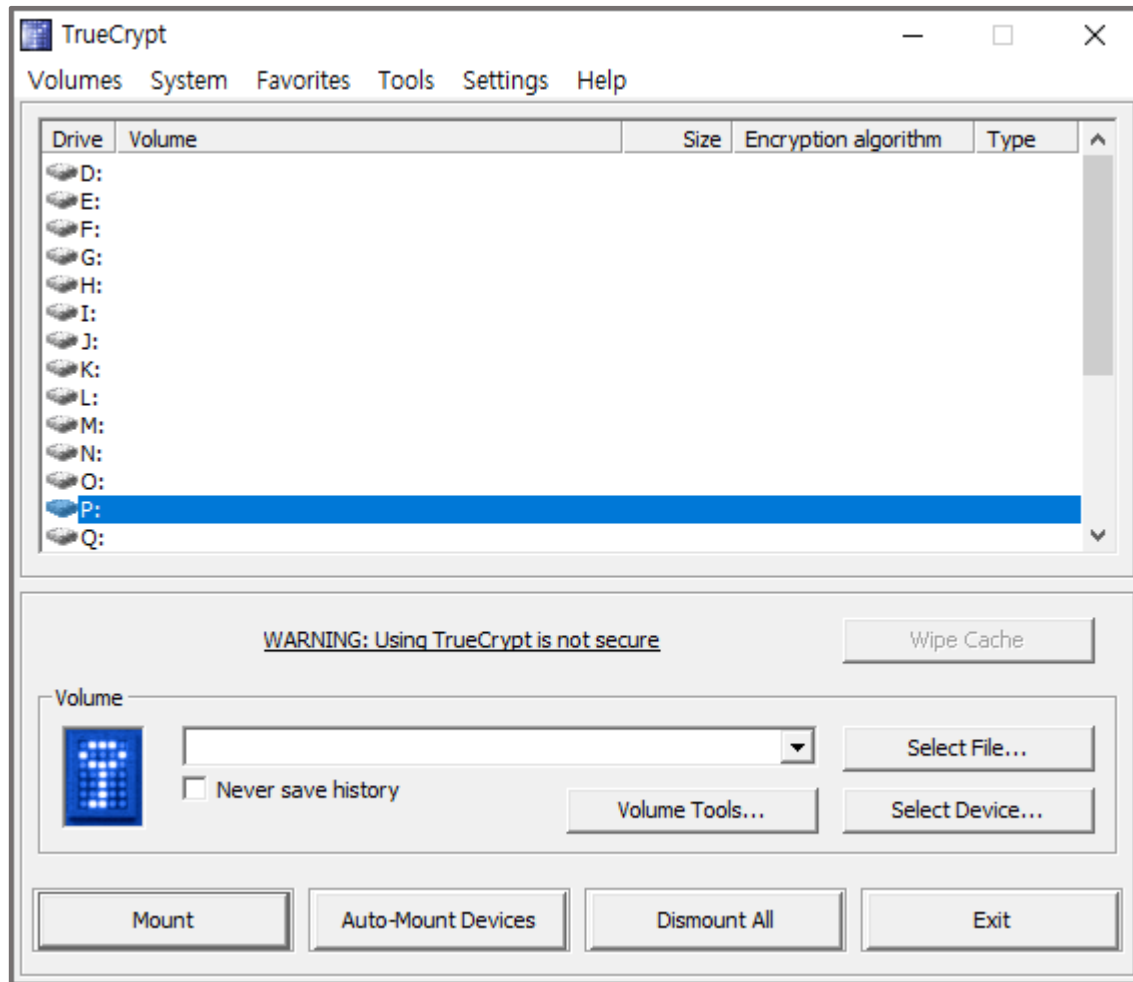 TrueCrypt
Volumes System Favorites Tools Settings Help
Drive Volume Size Encryption algorithm Type
D:
E:
F:
G:
H:
I:
J:
K:
L:
M:
N:
O:
P:
Q:
WARNING: Using TrueCrypt is not secure
Wipe Cache
Volume
Select File...
Never save history
Volume Tools...
Select Device...
Mount
Auto-Mount Devices
Dismount All
Exit